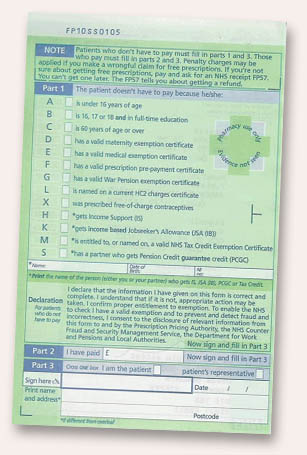 FP10SS0105
NOTE Patients who don't have to pay must fill in parts 1 and 3. Those
who pay must fill in parts 2 and 3. Penalty charges may be
applied if you make a wrongful claim for free prescriptions. If you're not
sure about getting free prescriptions, pay and ask for an NHS receipt FP57.
You can't get one later. The FP57 tells you about getting a refund.
Part 1 The patient doesn't have to pay because he/she:
A is under 16 years of age
B is 16, 17 or 18 and in full-time education
C is 60 years of age or over
D has a valid maternity exemption certificate
E has a valid medical exemption certificate
F has a valid prescription pre-payment certificate
G has a valid War Pension exemption certificate
L is named on a current HC2 charges certificate
X was prescribed free-of-charge contraceptives
H *gets Income Support (IS)
K *gets income based Jobseeker's Allowance (JSA (IB))
M *is entitled to, or named on, a valid NHS Tax Credit Exemption Certificate
S *has a partner who gets Pension Credit guarantee credit (PCGC)
Pharmacy use only
Evidence not seen
*Name: Date of Birth: NI no:
*Print the name of the person (either you or your partner) who gets IS, JSA (IB), PCGC or Tax Credit.
Declaration
For patients
who do not
have to pay
I declare that the information I have given on this form is correct and
complete. I understand that if it is not, appropriate action may be
taken. I confirm proper entitlement to exemption. To enable the NHS
to check I have a valid exemption and to prevent and detect fraud and
incorrectness, I consent to the disclosure of relevant information from
this form to and by the Prescription Pricing Authority, the NHS Counter
Fraud and Security Management Service, the Department for Work
and Pensions and Local Authorities.
Now sign and fill in Part 3
Part 2 I have paid £ Now sign and fill in Part 3
Part 3 Cross ONE box I am the patient patient's representative
Sign here Date / /
Print name
and address*
Postcode
*If different from overleaf